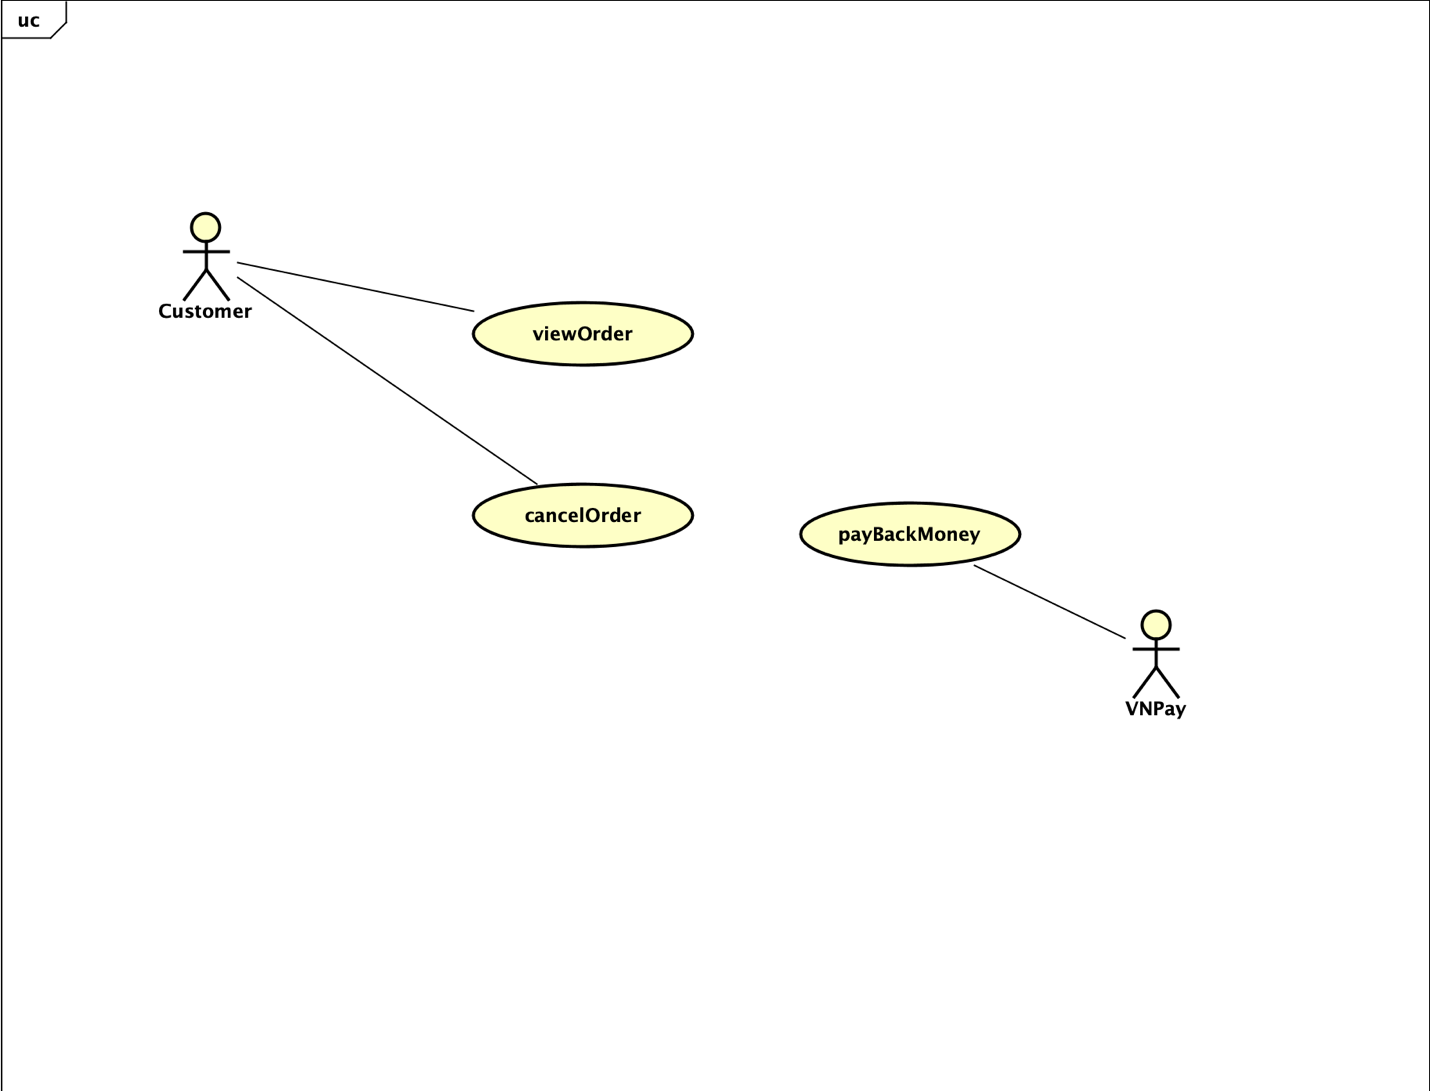 uc
Customer
viewOrder
cancelOrder
payBackMoney
VNPay